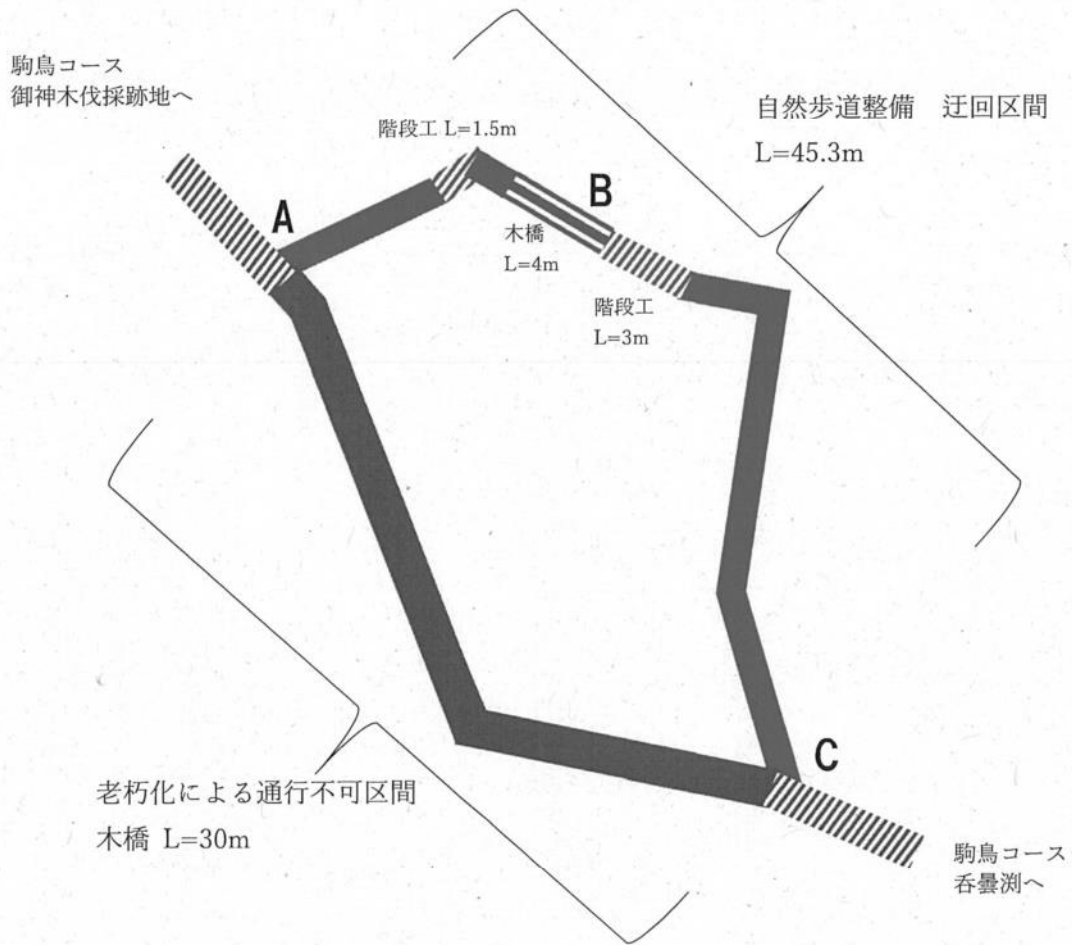 駒鳥コース
御神木伐採跡地へ
自然歩道整備　迂回区間
L=45.3m
階段工 L=1.5m
A
B
木橋
L=4m
階段工
L=3m
老朽化による通行不可区間
木橋 L=30m
C
駒鳥コース
呑曇渕へ